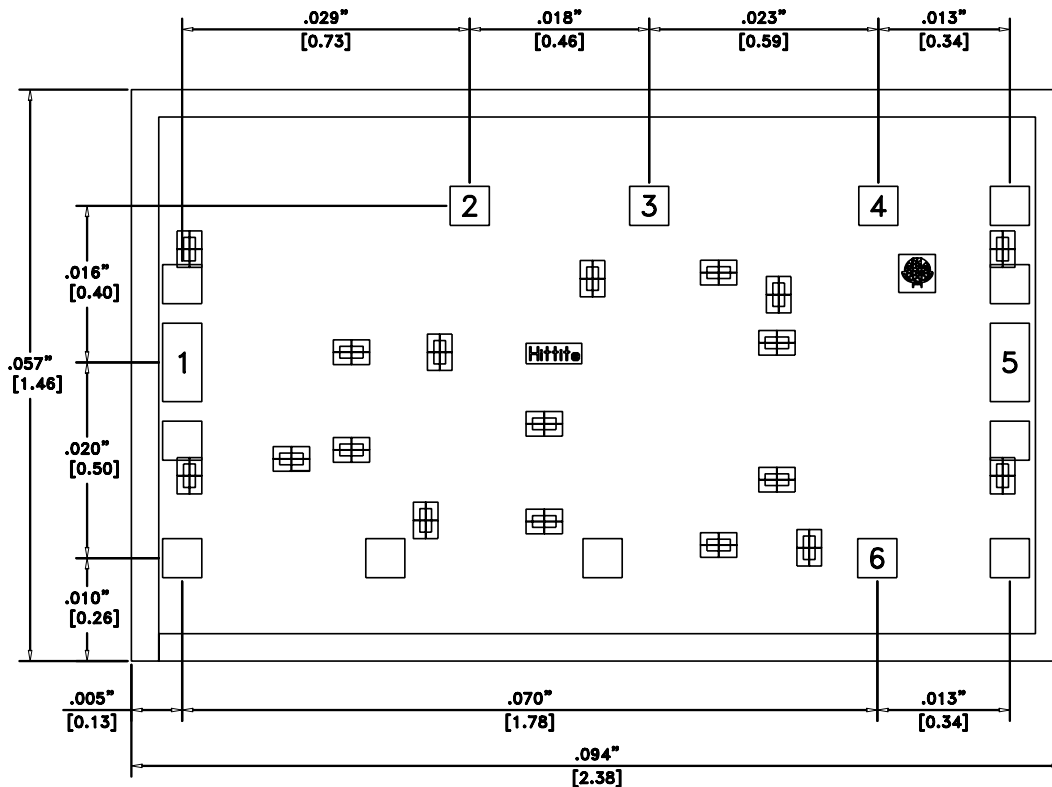 .029” .018” .023” .013”
[0.73] [0.46] [0.59] [0.34]
2 3 4
.016”
[0.40]
Hittite
1 5
.057”
[1.46]
.020”
[0.50]
6
.010”
[0.26]
.005” .070” .013”
[0.13] [1.78] [0.34]
.094”
[2.38]